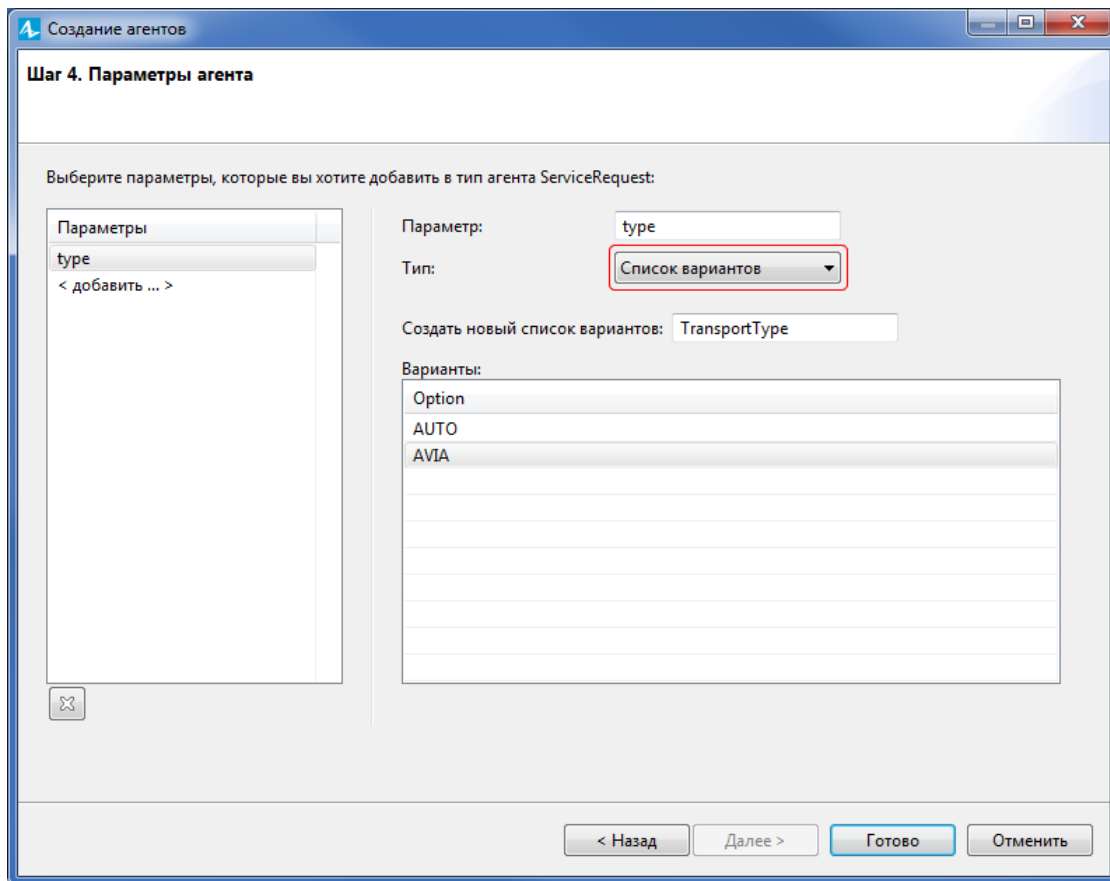 Создание агентов
Шаг 4. Параметры агента
Выберите параметры, которые вы хотите добавить в тип агента ServiceRequest:
Параметры
type
< добавить ... >
Параметр: type
Тип: Список вариантов
Создать новый список вариантов: TransportType
Варианты:
Option
AUTO
AVIA
< Назад Далее > Готово Отменить